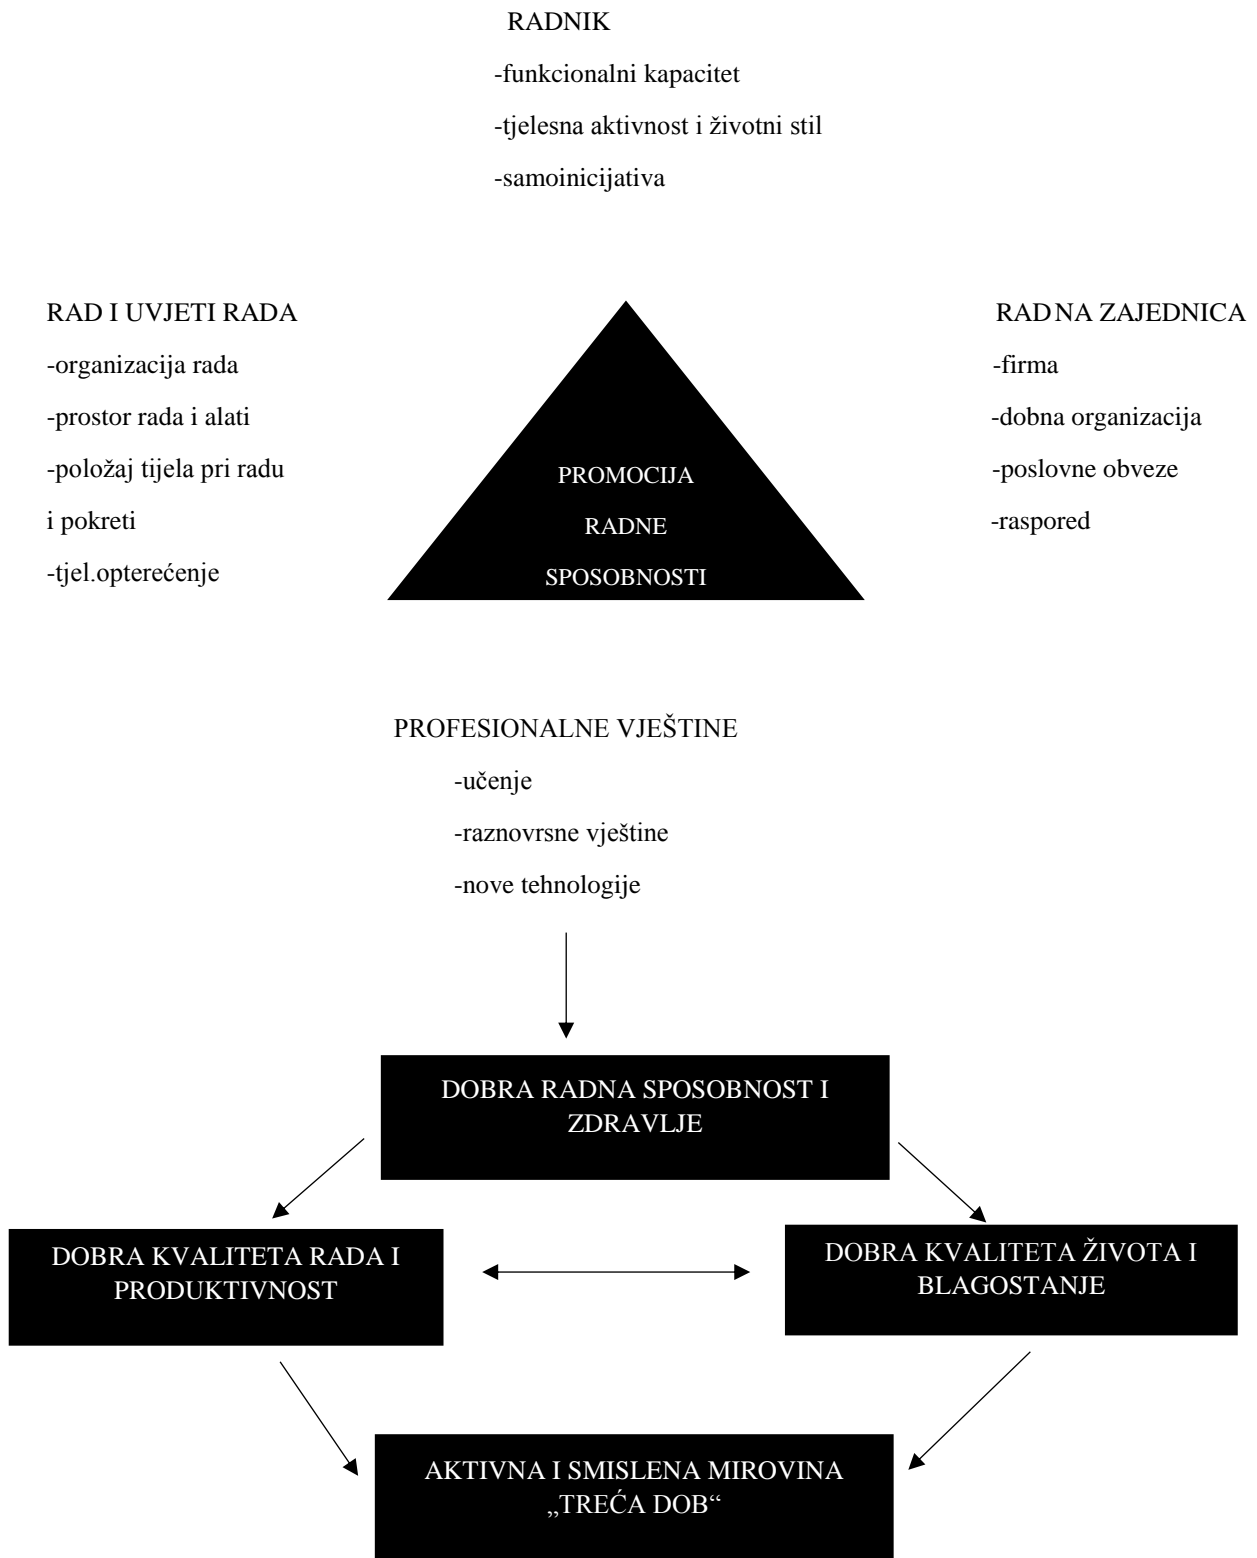 RADNIK
-funkcionalni kapacitet
-tjelesna aktivnost i životni stil
-samoinicijativa
RAD I UVJETI RADA
-organizacija rada
-prostor rada i alati
-položaj tijela pri radu
i pokreti
-tjel.opterećenje
PROMOCIJA
RADNE
SPOSOBNOSTI
RADNA ZAJEDNICA
-firma
-dobna organizacija
-poslovne obveze
-raspored
PROFESIONALNE VJEŠTINE
-učenje
-raznovrsne vještine
-nove tehnologije
DOBRA RADNA SPOSOBNOST I
ZDRAVLJE
DOBRA KVALITETA RADA I
PRODUKTIVNOST
DOBRA KVALITETA ŽIVOTA I
BLAGOSTANJE
AKTIVNA I SMISLENA MIROVINA
„TREĆA DOB“